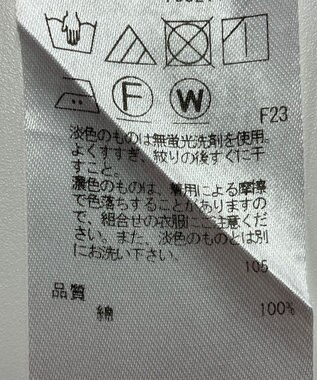 F
W
F23
淡色のものは無蛍光洗剤を使用、
よくすすぎ、絞りの後すぐに干
すこと。
濃色のものは、着用による摩擦
で色落ちすることがありますの
で、組合せの衣服にご注意くだ
さい。また、淡色のものとは別
にお洗い下さい。
105
品質
綿 100%